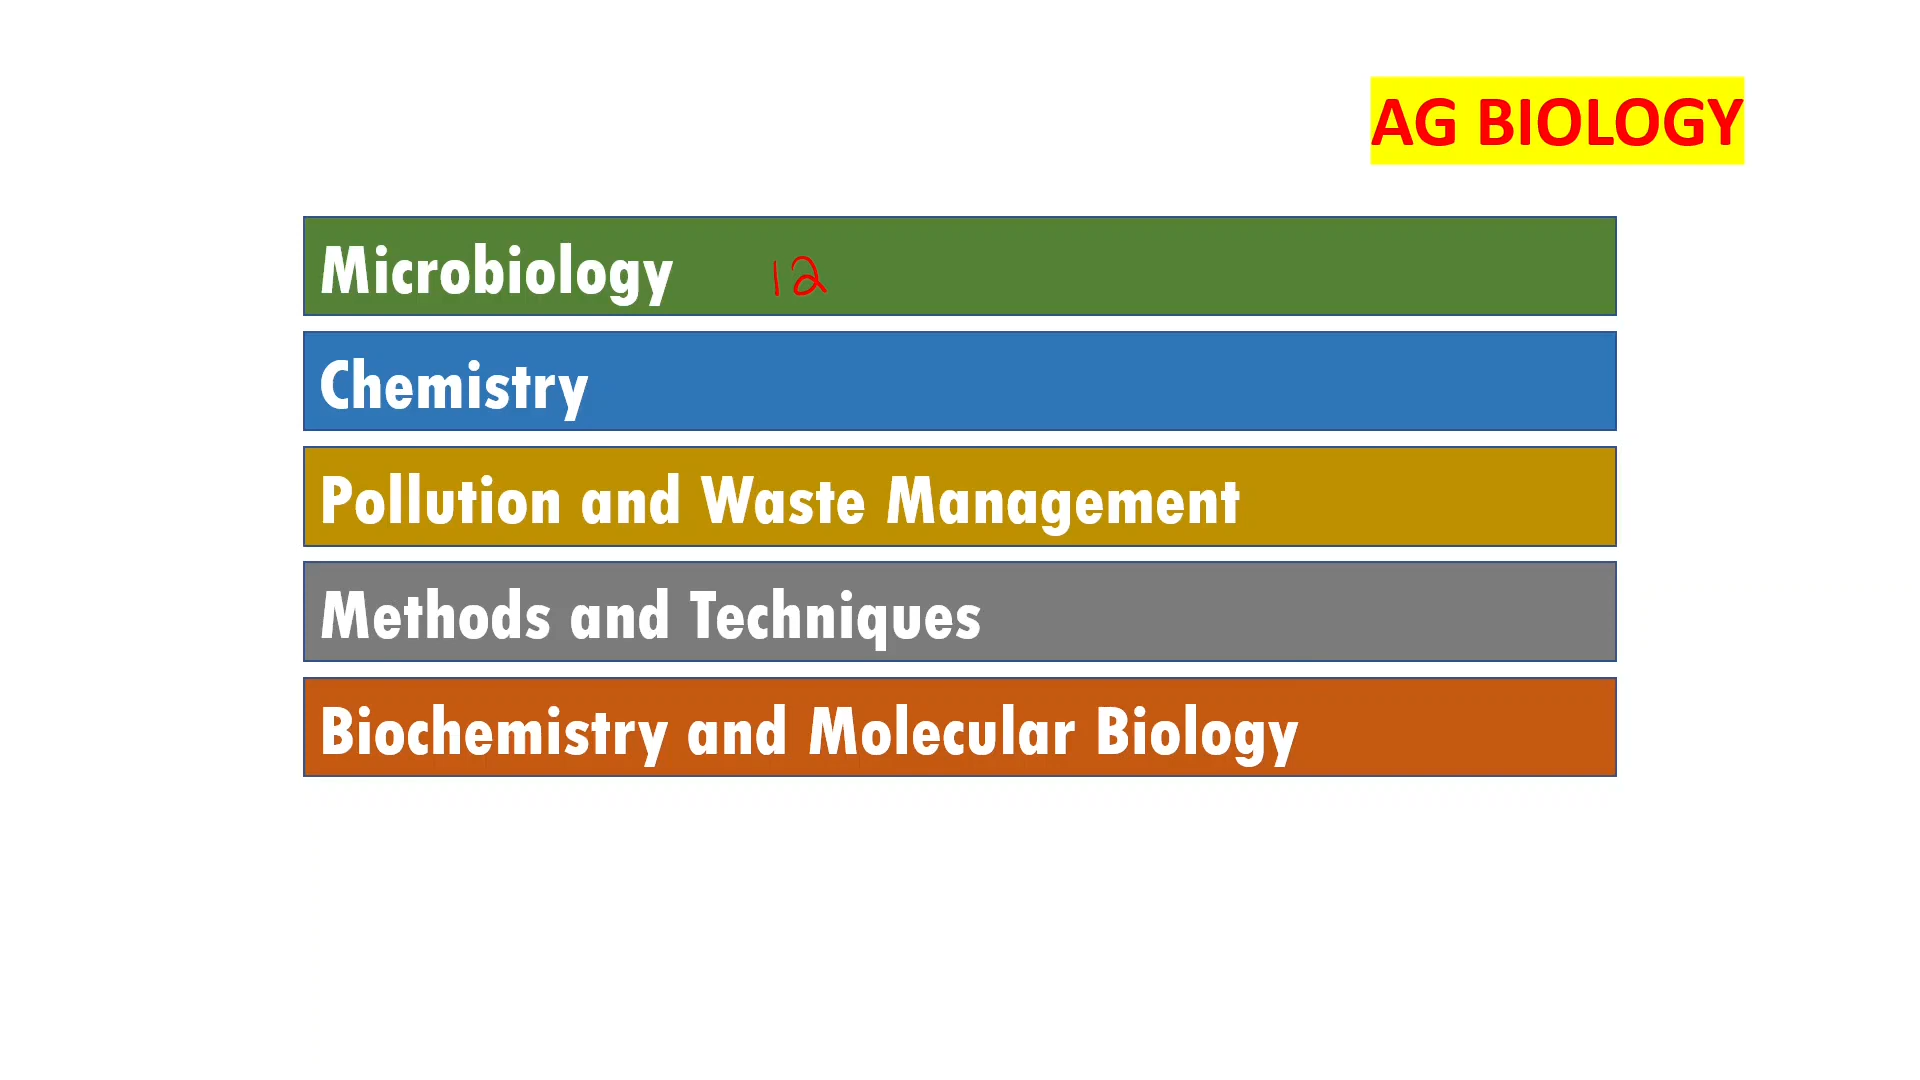 AG BIOLOGY
Microbiology 12
Chemistry
Pollution and Waste Management
Methods and Techniques
Biochemistry and Molecular Biology